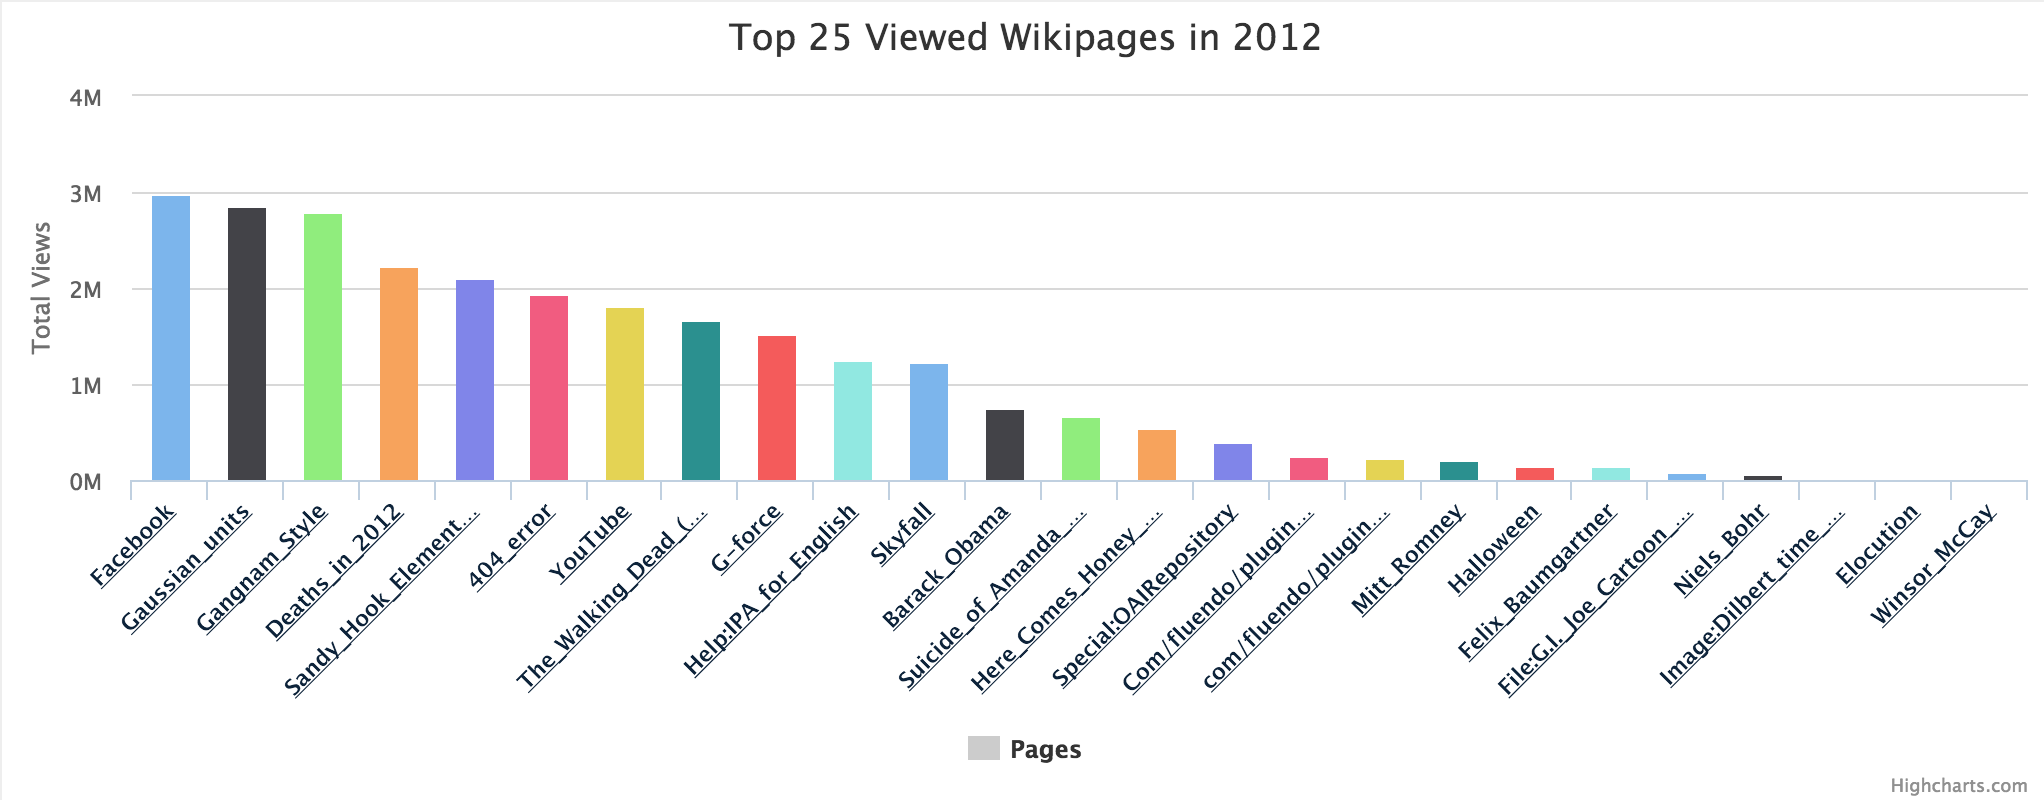 Top 25 Viewed Wikipages in 2012
Total Views
4M
3M
2M
1M
0M
Facebook
Gaussian_units
Gangnam_Style
Deaths_in_2012
Sandy_Hook_Element...
404_error
YouTube
The_Walking_Dead_(...
G-force
Help:IPA_for_English
Skyfall
Barack_Obama
Suicide_of_Amanda_...
Here_Comes_Honey_...
Special:OAIRepository
Com/fluendo/plugin...
com/fluendo/plugin...
Mitt_Romney
Halloween
Felix_Baumgartner
File:G.I._Joe_Cartoon_...
Niels_Bohr
Image:Dilbert_time_...
Elocution
Winsor_McCay
Pages
Highcharts.com